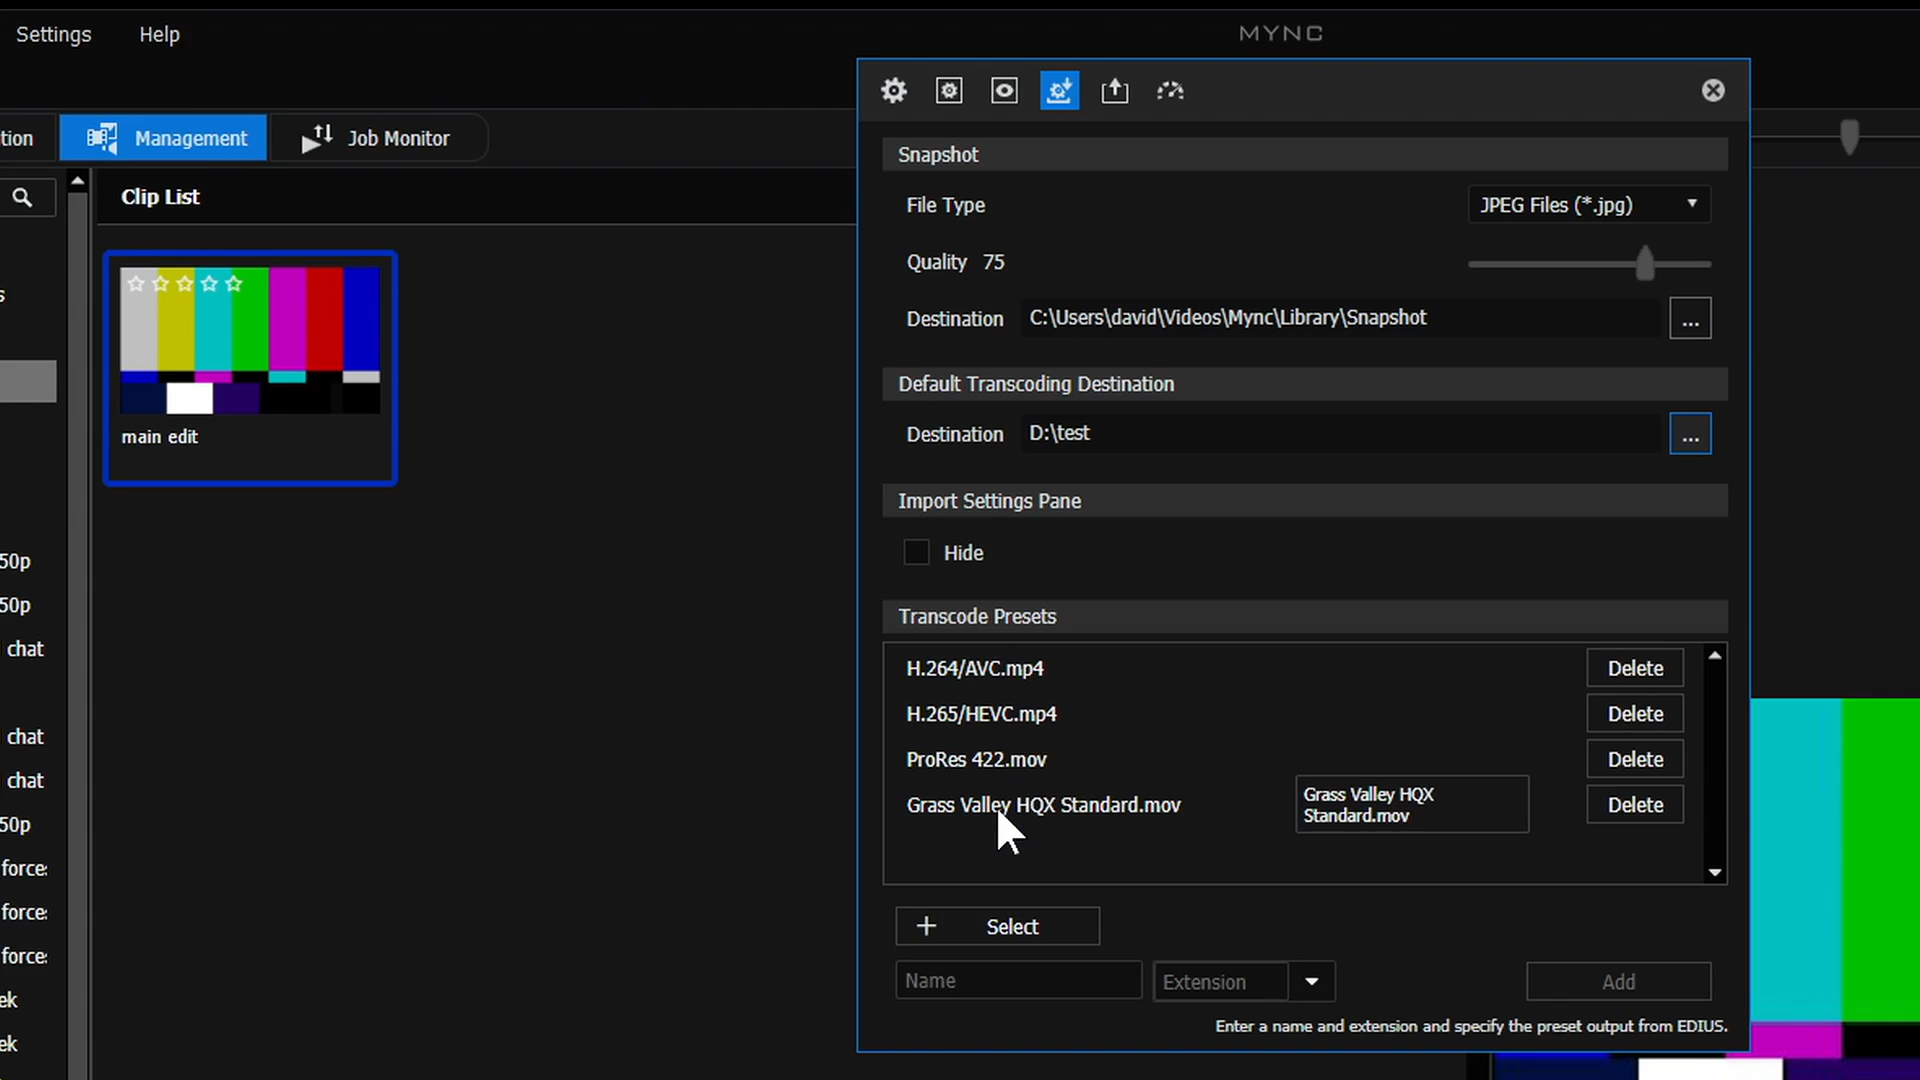 Settings Help
MYNC
tion Management Job Monitor
Clip List
main edit
s
50p
50p
chat
chat
chat
50p
force
force
force
ek
ek
Snapshot
File Type JPEG Files (*.jpg)
Quality 75
Destination C:\Users\david\Videos\Mync\Library\Snapshot ...
Default Transcoding Destination
Destination D:\test ...
Import Settings Pane
Hide
Transcode Presets
H.264/AVC.mp4 Delete
H.265/HEVC.mp4 Delete
ProRes 422.mov Delete
Grass Valley HQX Standard.mov Delete
Grass Valley HQX
Standard.mov
+ Select
Name Extension Add
Enter a name and extension and specify the preset output from EDIUS.